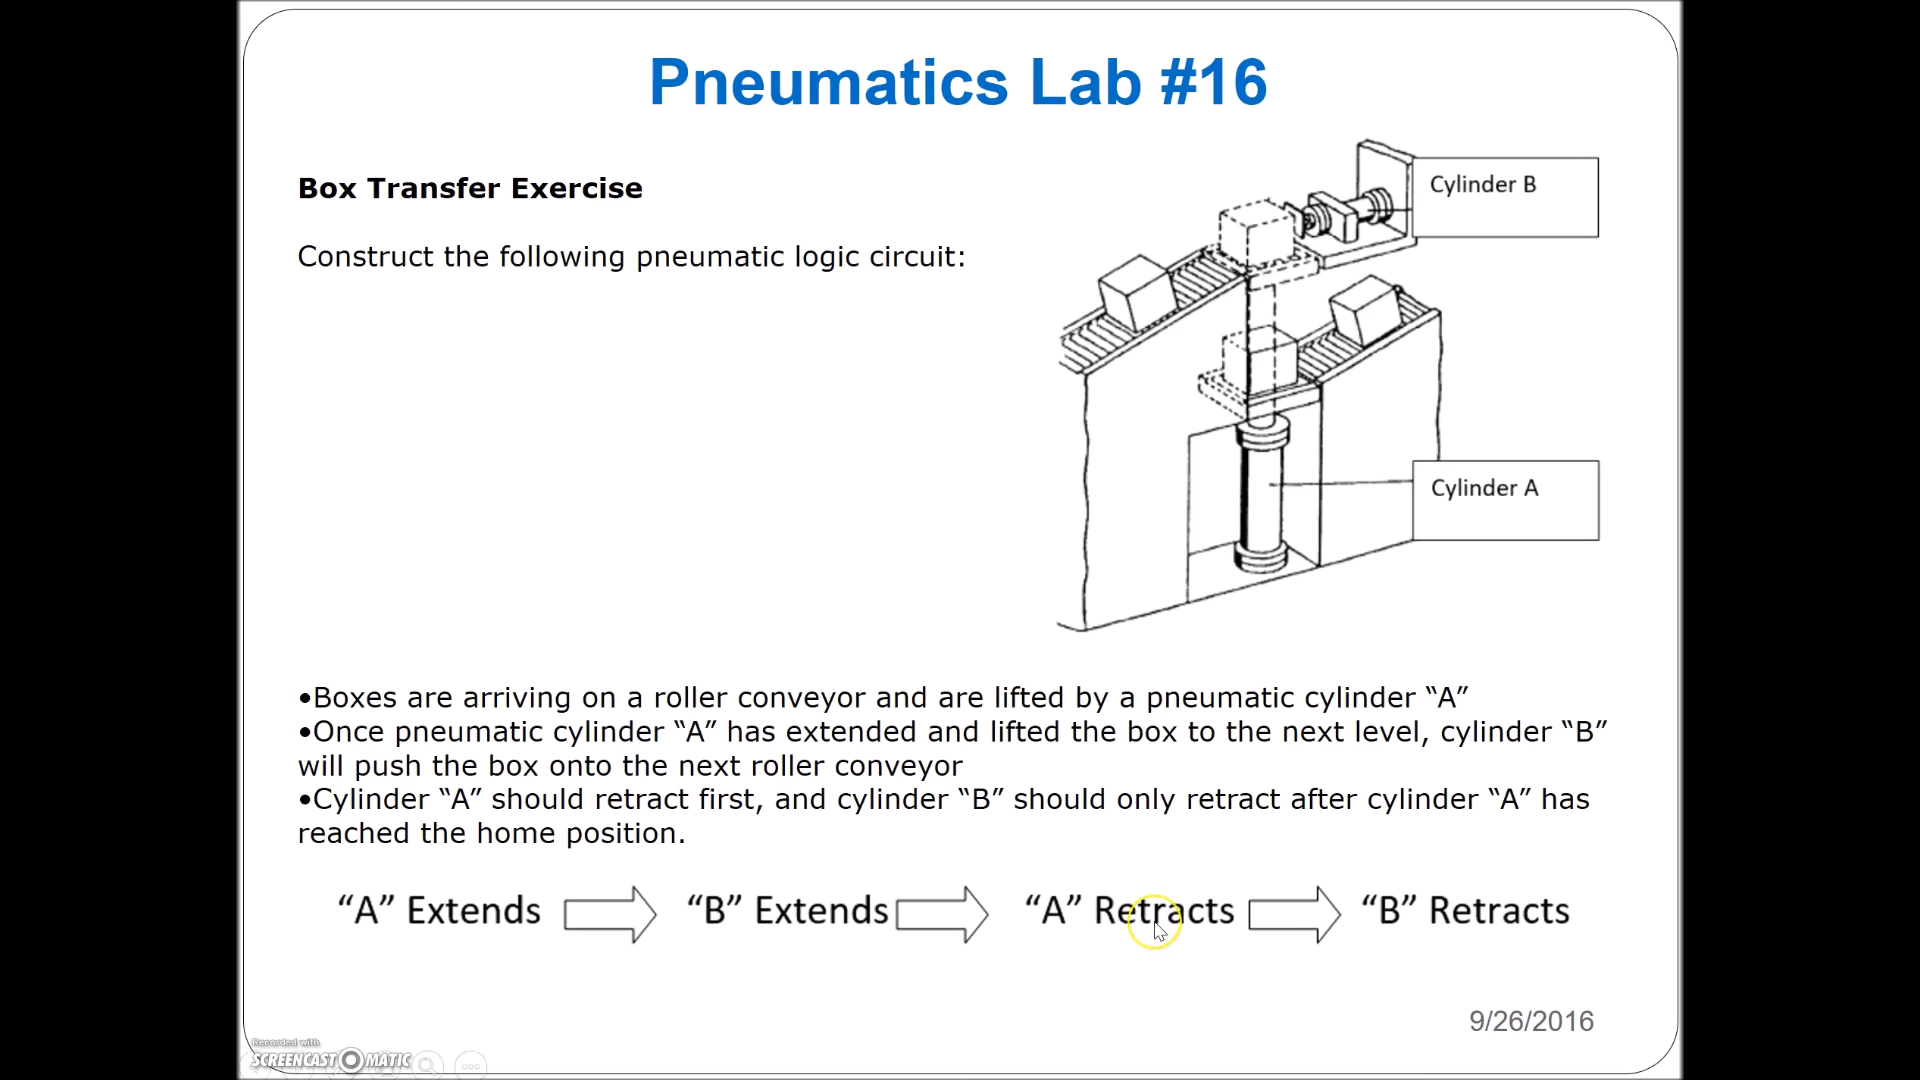 Pneumatics Lab #16
Box Transfer Exercise
Construct the following pneumatic logic circuit:
Cylinder B
Cylinder A
•Boxes are arriving on a roller conveyor and are lifted by a pneumatic cylinder “A”
•Once pneumatic cylinder “A” has extended and lifted the box to the next level, cylinder “B”
will push the box onto the next roller conveyor
•Cylinder “A” should retract first, and cylinder “B” should only retract after cylinder “A” has
reached the home position.
“A” Extends “B” Extends “A” Retracts “B” Retracts
9/26/2016
Recorded with
SCREENCAST MATIC